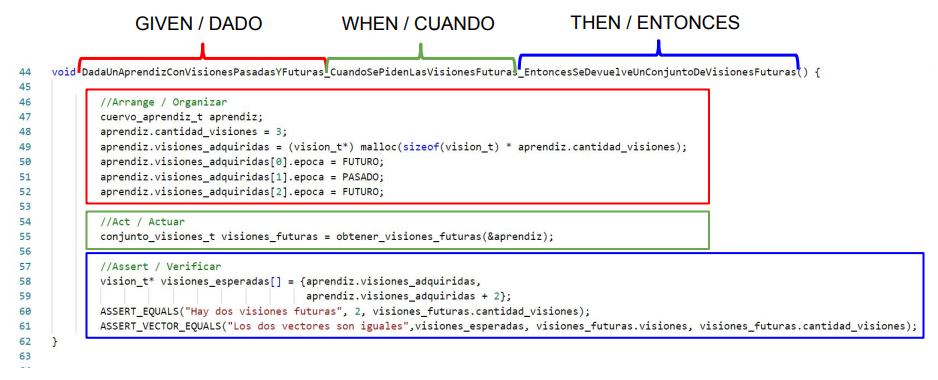 GIVEN / DADO WHEN / CUANDO THEN / ENTONCES
44 void DadaUnAprendizConVisionesPasadasYFuturas_CuandoSePidenLasVisionesFuturas_EntoncesSeDevuelveUnConjuntoDeVisionesFuturas() {
45
46 //Arrange / Organizar
47 cuervo_aprendiz_t aprendiz;
48 aprendiz.cantidad_visiones = 3;
49 aprendiz.visiones_adquiridas = (vision_t*) malloc(sizeof(vision_t) * aprendiz.cantidad_visiones);
50 aprendiz.visiones_adquiridas[0].epoca = FUTURO;
51 aprendiz.visiones_adquiridas[1].epoca = PASADO;
52 aprendiz.visiones_adquiridas[2].epoca = FUTURO;
53
54 //Act / Actuar
55 conjunto_visiones_t visiones_futuras = obtener_visiones_futuras(&aprendiz);
56
57 //Assert / Verificar
58 vision_t* visiones_esperadas[] = {aprendiz.visiones_adquiridas,
59 aprendiz.visiones_adquiridas + 2};
60 ASSERT_EQUALS("Hay dos visiones futuras", 2, visiones_futuras.cantidad_visiones);
61 ASSERT_VECTOR_EQUALS("Los dos vectores son iguales",visiones_esperadas, visiones_futuras.visiones, visiones_futuras.cantidad_visiones);
62 }
63